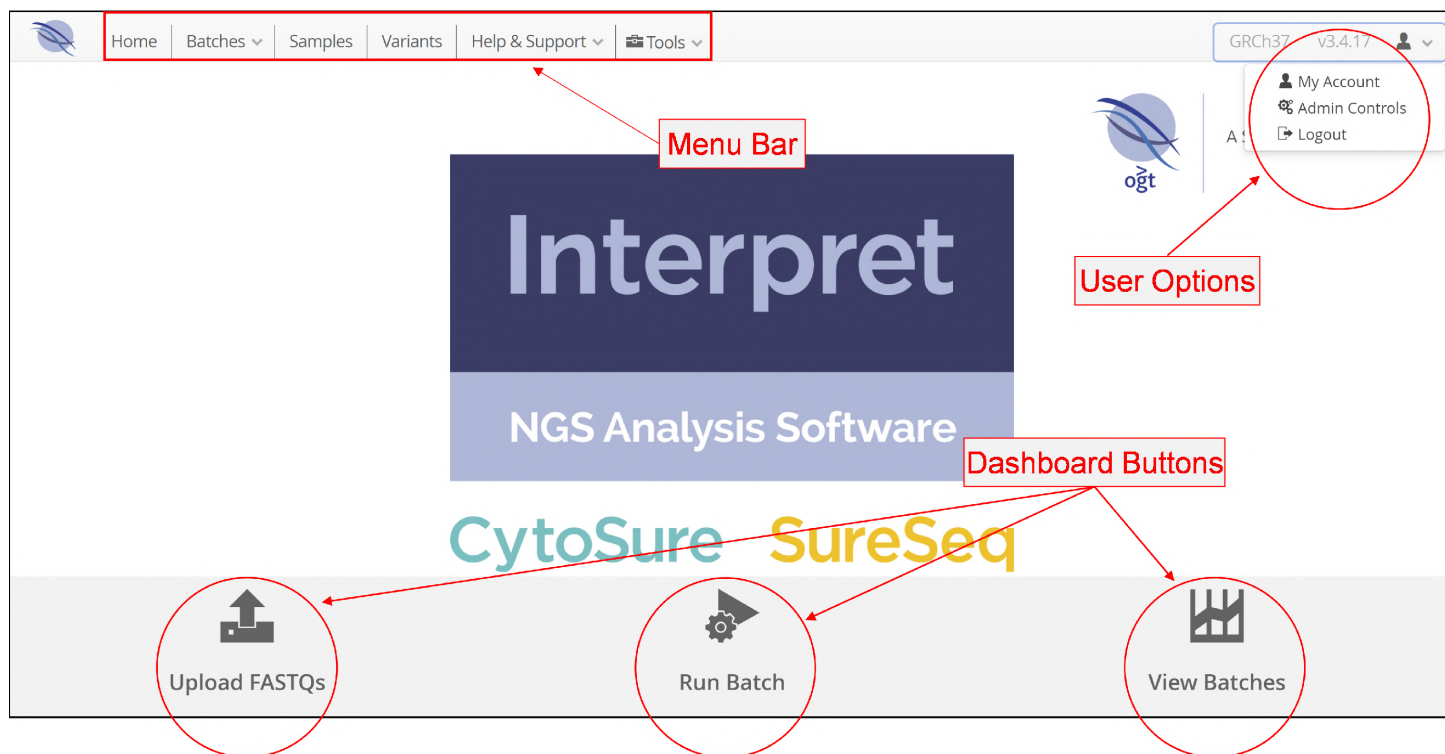 Home Batches Samples Variants Help & Support Tools GRCh37 v3.4.17
My Account
Admin Controls
Logout
Menu Bar
A S
ogt
User Options
Interpret
NGS Analysis Software
Dashboard Buttons
CytoSure SureSeq
Upload FASTQs Run Batch View Batches